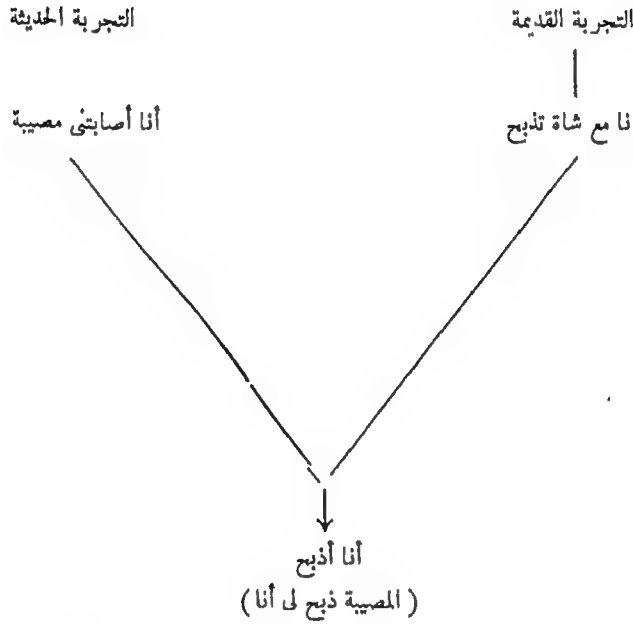 التجربة القديمة
التجربة الحديثة
نا مع شاة تذبح
أنا أصابتنى مصيبة
أنا أذبح
( المصيبة ذبح لى أنا )